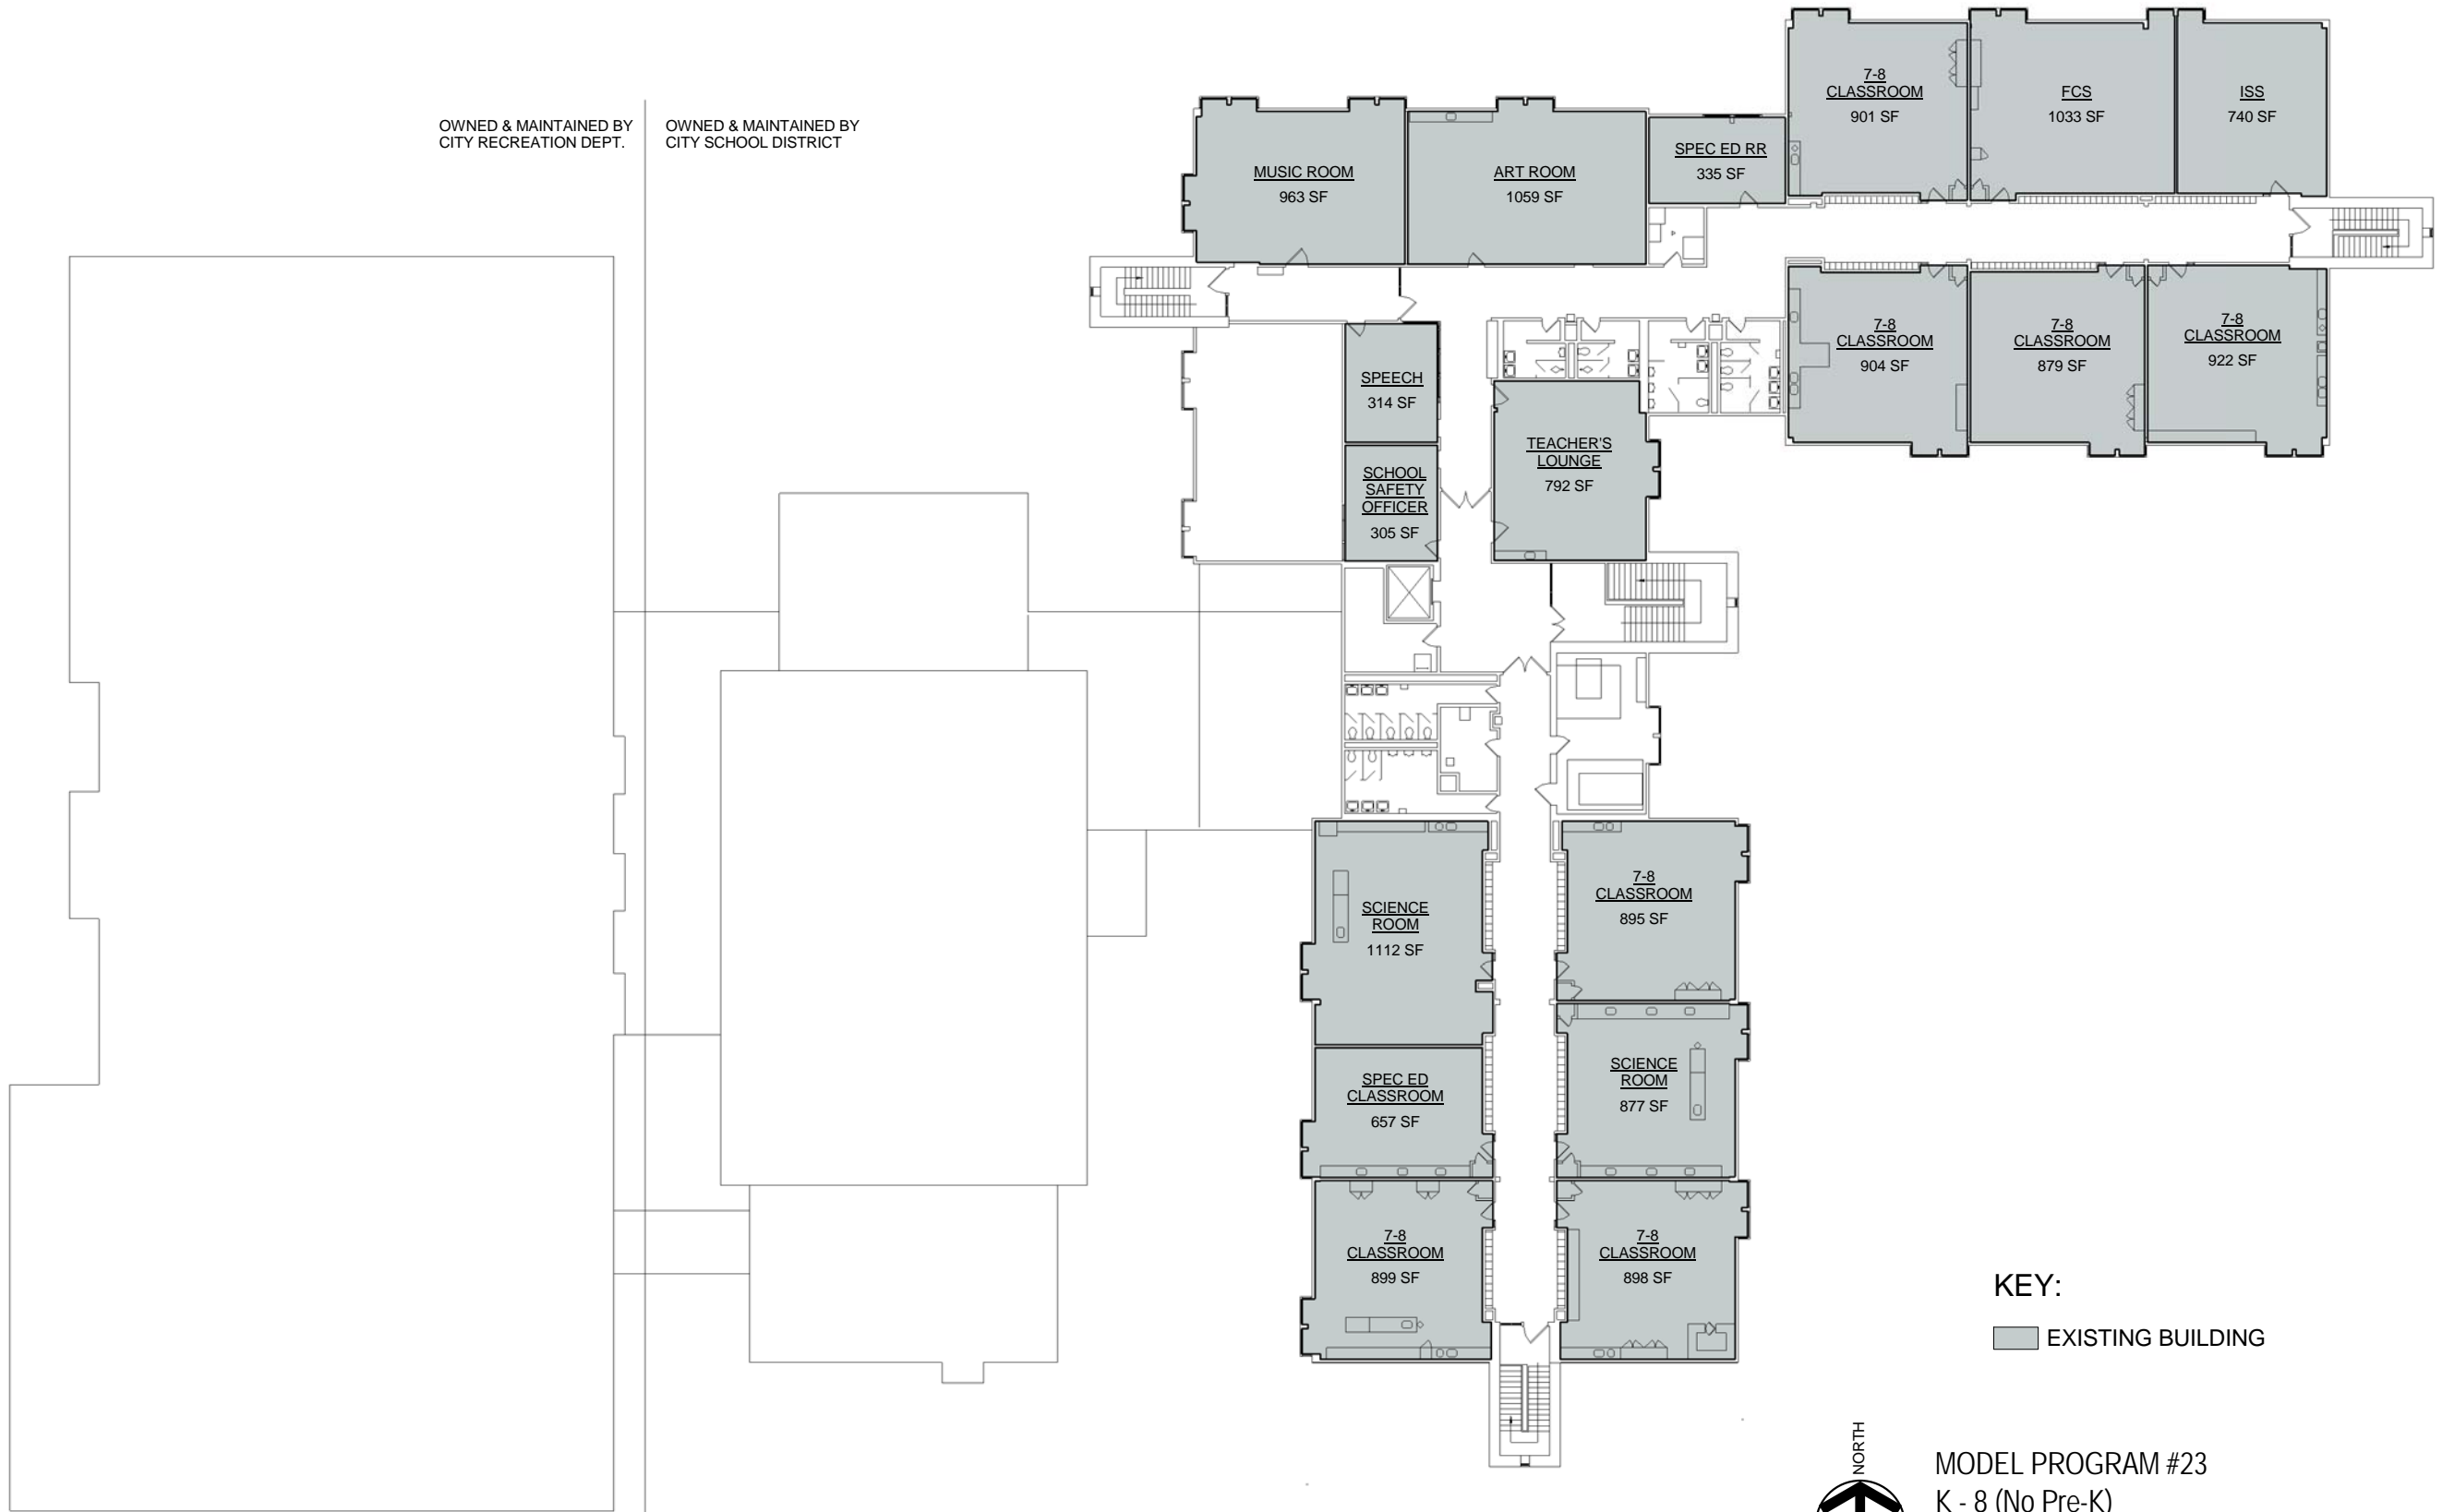 OWNED & MAINTAINED BY
CITY RECREATION DEPT.
OWNED & MAINTAINED BY
CITY SCHOOL DISTRICT
MUSIC ROOM
963 SF
ART ROOM
1059 SF
SPEC ED RR
335 SF
7-8
CLASSROOM
901 SF
FCS
1033 SF
ISS
740 SF
7-8
CLASSROOM
904 SF
7-8
CLASSROOM
879 SF
7-8
CLASSROOM
922 SF
SPEECH
314 SF
SCHOOL
SAFETY
OFFICER
305 SF
TEACHER'S
LOUNGE
792 SF
SCIENCE
ROOM
1112 SF
7-8
CLASSROOM
895 SF
SPEC ED
CLASSROOM
657 SF
SCIENCE
ROOM
877 SF
7-8
CLASSROOM
899 SF
7-8
CLASSROOM
898 SF
KEY:
EXISTING BUILDING
NORTH
MODEL PROGRAM #23
K - 8 (No Pre-K)